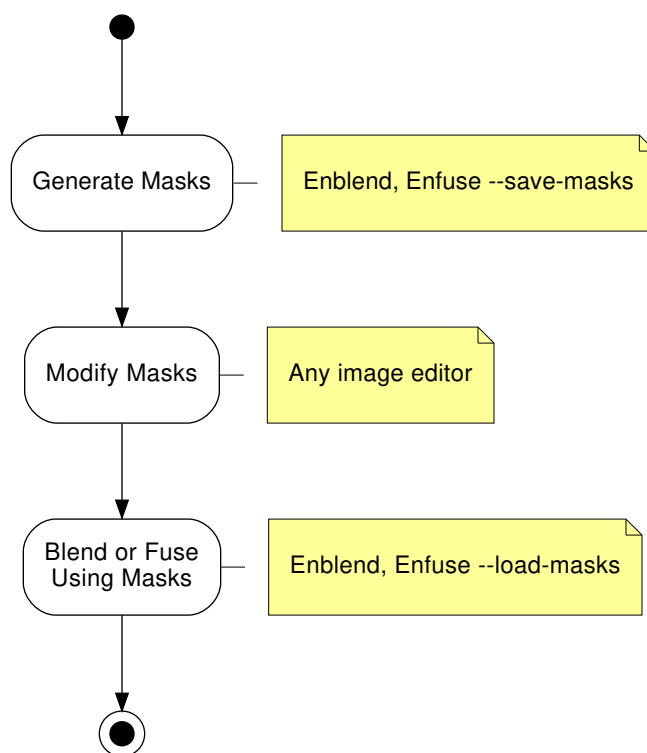 Generate Masks
Enblend, Enfuse --save-masks
Modify Masks
Any image editor
Blend or Fuse
Using Masks
Enblend, Enfuse --load-masks